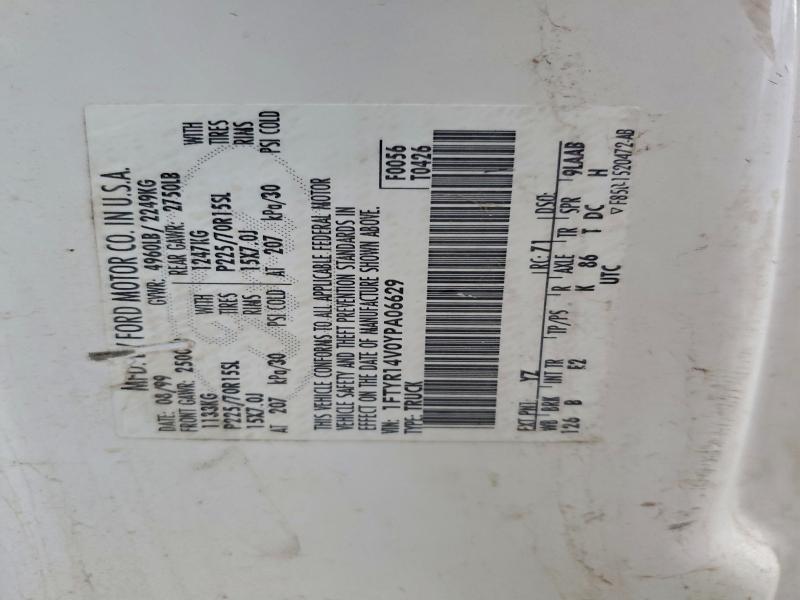 MFD. BY FORD MOTOR CO. IN U.S.A.
DATE: 08/99 GVWR: 4960LB/2249KG
FRONT GAWR: 2500 REAR GAWR: 2750LB
1133KG WITH 1247KG WITH
P225/70R15SL TIRES P225/70R15SL TIRES
15X7.0J RIMS 15X7.0J RIMS
AT 207 kPa/30 PSI COLD AT 207 kPa/30 PSI COLD
THIS VEHICLE CONFORMS TO ALL APPLICABLE FEDERAL MOTOR
VEHICLE SAFETY AND THEFT PREVENTION STANDARDS IN
EFFECT ON THE DATE OF MANUFACTURE SHOWN ABOVE.
VIN: 1FTYR14V0YPA06629 F0056
TYPE: TRUCK T0426
EXT PNT: YZ RC: 71 DSO:
WB BRK INT TR TP/PS R AXLE TR SPR 9LAAB
126 B E2 K 86 T DC H
UTC